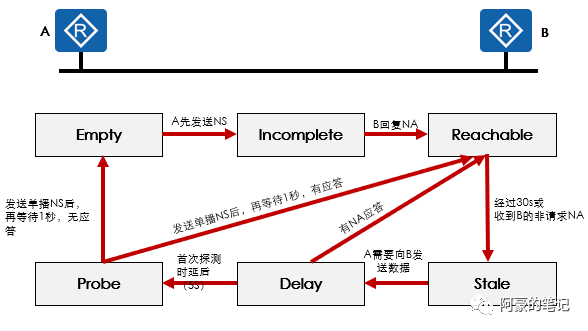 A
R
R
B
A先发送NS
B回复NA
Empty
Incomplete
Reachable
发送单播NS后,
再等待1秒,无应
答
发送单播NS后,再等待1秒,有应答
有NA应答
经过30s或
收到B的非请求NA
首次探测
时延后
(5S)
A需要向B发
送数据
Probe
Delay
Stale
阿豪的笔记